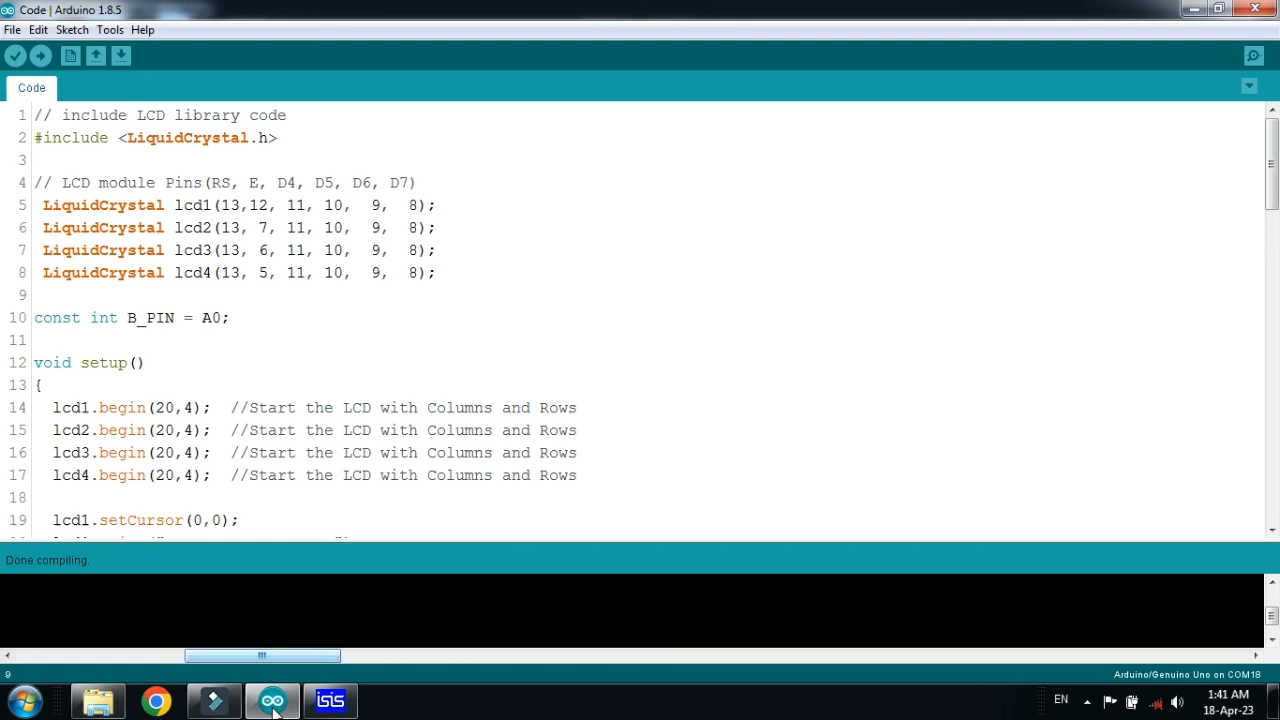 Code | Arduino 1.8.5
File Edit Sketch Tools Help
Code
1 // include LCD library code
2 #include <LiquidCrystal.h>
3
4 // LCD module Pins(RS, E, D4, D5, D6, D7)
5 LiquidCrystal lcd1(13,12, 11, 10,  9,  8);
6 LiquidCrystal lcd2(13, 7, 11, 10,  9,  8);
7 LiquidCrystal lcd3(13, 6, 11, 10,  9,  8);
8 LiquidCrystal lcd4(13, 5, 11, 10,  9,  8);
9
10 const int B_PIN = A0;
11
12 void setup()
13 {
14 lcd1.begin(20,4);  //Start the LCD with Columns and Rows
15 lcd2.begin(20,4);  //Start the LCD with Columns and Rows
16 lcd3.begin(20,4);  //Start the LCD with Columns and Rows
17 lcd4.begin(20,4);  //Start the LCD with Columns and Rows
18
19 lcd1.setCursor(0,0);
Done compiling.
9 Arduino/Genuino Uno on COM18
isis
EN
1:41 AM
18-Apr-23